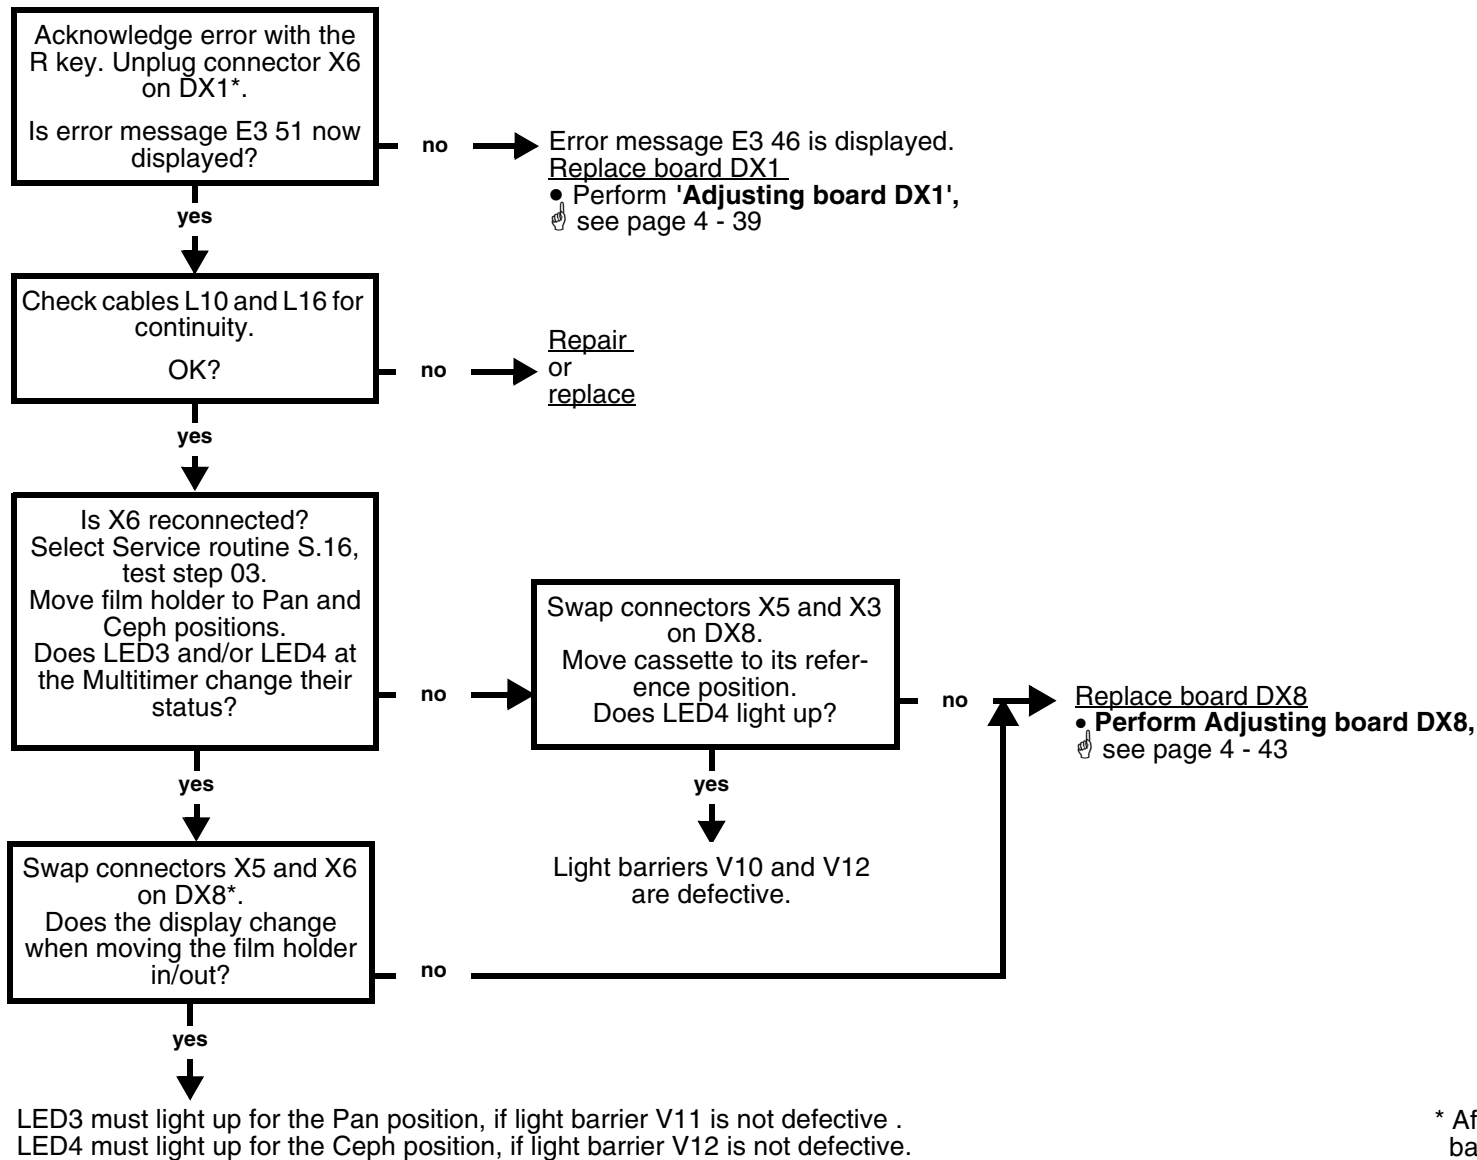 Acknowledge error with the
R key. Unplug connector X6
on DX1*.
Is error message E3 51 now
displayed?
no
Error message E3 46 is displayed.
Replace board DX1
• Perform 'Adjusting board DX1',
☝ see page 4 - 39
yes
Check cables L10 and L16 for
continuity.
OK?
no
Repair
or
replace
yes
Is X6 reconnected?
Select Service routine S.16,
test step 03.
Move film holder to Pan and
Ceph positions.
Does LED3 and/or LED4 at
the Multitimer change their
status?
no
Swap connectors X5 and X3
on DX8.
Move cassette to its refer-
ence position.
Does LED4 light up?
no
Replace board DX8
• Perform Adjusting board DX8,
☝ see page 4 - 43
yes
Light barriers V10 and V12
are defective.
yes
Swap connectors X5 and X6
on DX8*.
Does the display change
when moving the film holder
in/out?
no
yes
LED3 must light up for the Pan position, if light barrier V11 is not defective .
LED4 must light up for the Ceph position, if light barrier V12 is not defective.
* Af
ba